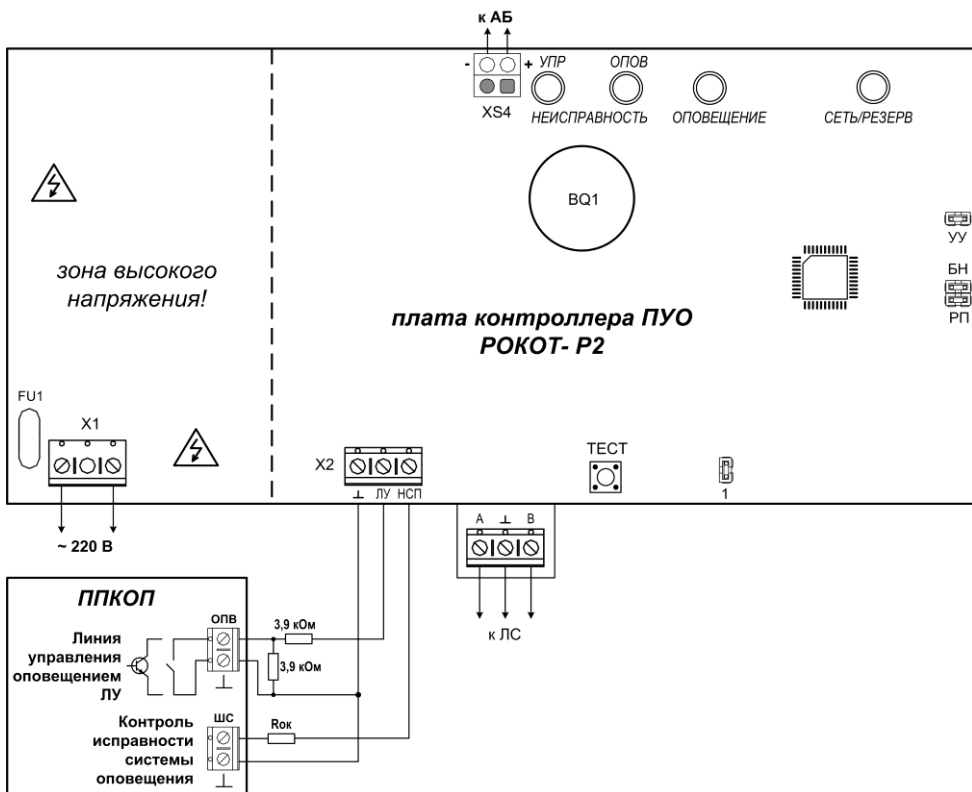 к АБ
- + УПР ОПОВ
XS4
НЕИСПРАВНОСТЬ ОПОВЕЩЕНИЕ СЕТЬ/РЕЗЕРВ
BQ1
УУ
БН
РП
зона высокого
напряжения!
плата контроллера ПУО
РОКОТ- Р2
FU1
X1
X2
⊥ ЛУ НСП
ТЕСТ
1
~ 220 В
А ⊥ В
к ЛС
ППКОП
Линия
управления
оповещением
ЛУ
ОПВ
⊥
3,9 кОм
3,9 кОм
Контроль
исправности
системы
оповещения
ШС
⊥
Rок